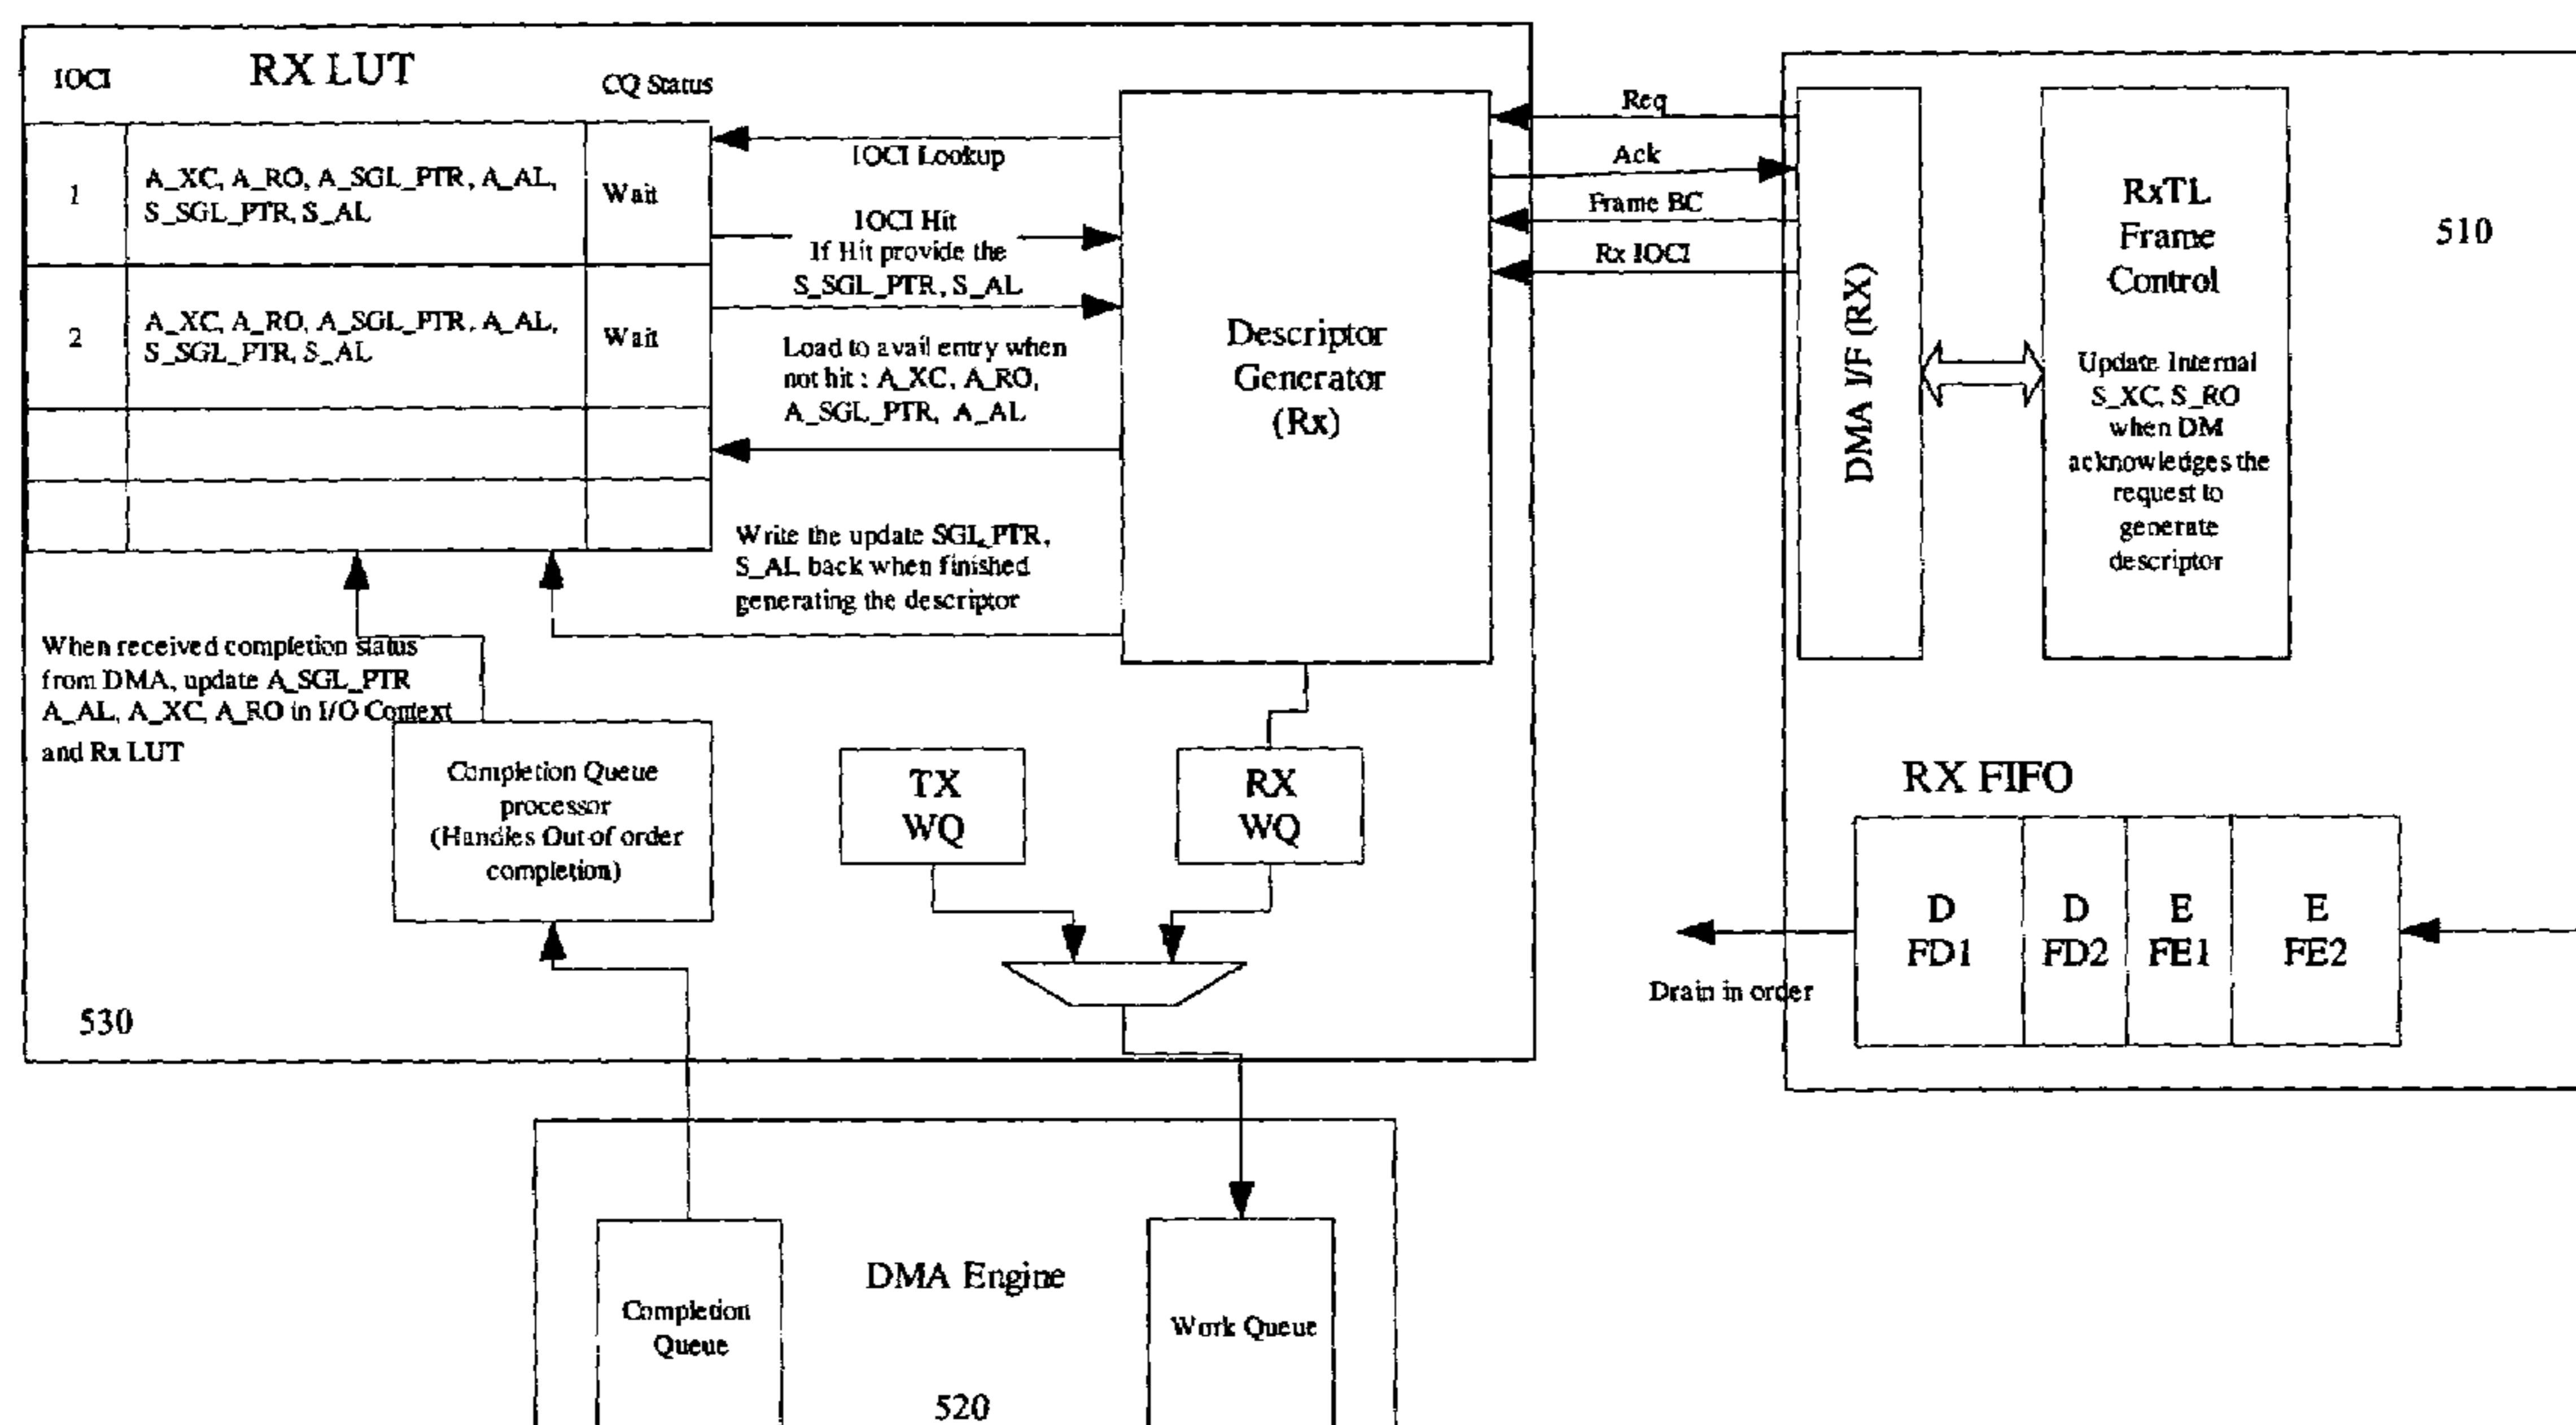 IOCI
RX LUT
CQ Status
1
A_XC, A_RO, A_SGL_PTR, A_AL,
S_SGL_PTR, S_AL
Wait
2
A_XC, A_RO, A_SGL_PTR, A_AL,
S_SGL_PTR, S_AL
Wait
IOCI Lookup
IOCI Hit
If Hit provide the
S_SGL_PTR, S_AL
Load to avail entry when
not hit : A_XC, A_RO,
A_SGL_PTR, A_AL
Write the update SGL_PTR,
S_AL back when finished
generating the descriptor
Descriptor
Generator
(Rx)
Req
Ack
Frame BC
Rx IOCI
DMA I/F (RX)
RxTL
Frame
Control
Update Internal
S_XC, S_RO
when DM
acknowledges the
request to
generate
descriptor
510
When received completion status
from DMA, update A_SGL_PTR
A_AL, A_XC, A_RO in I/O Context
and Rx LUT
Completion Queue
processor
(Handles Out of order
completion)
TX
WQ
RX
WQ
530
RX FIFO
D
FD1
D
FD2
E
FE1
E
FE2
Drain in order
DMA Engine
Completion
Queue
Work Queue
520